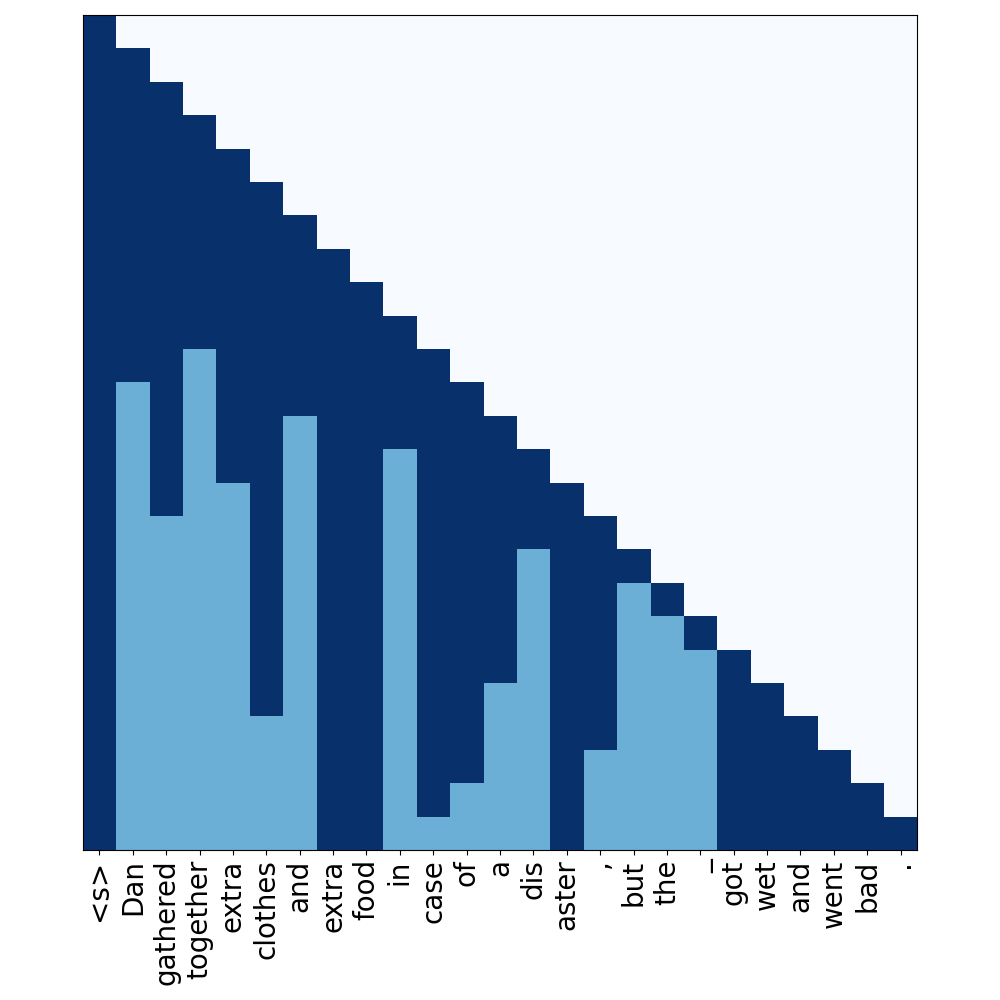 <s> Dan gathered together extra clothes and extra food in case of a dis aster , but the _ got wet and went bad .